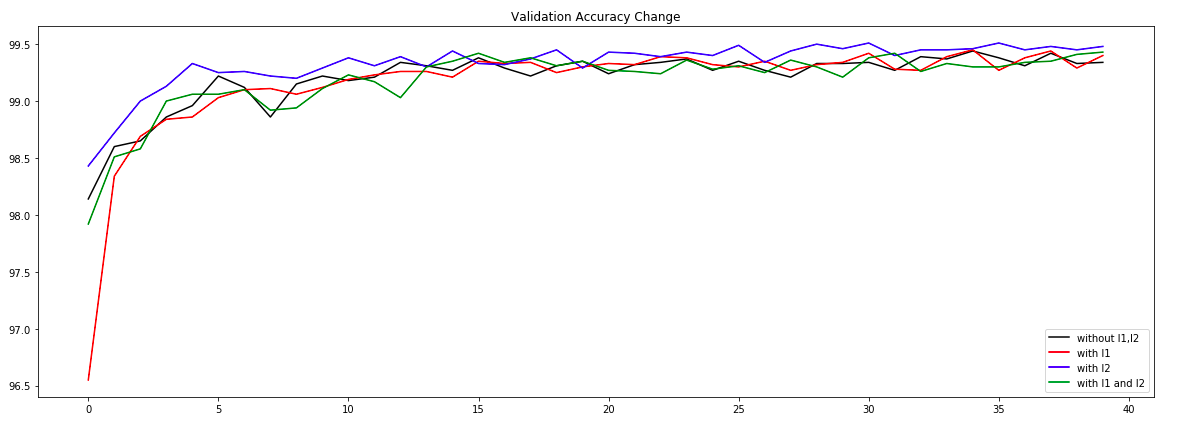 Validation Accuracy Change
99.5
99.0
98.5
98.0
97.5
97.0
96.5
0 5 10 15 20 25 30 35 40
without l1,l2
with l1
with l2
with l1 and l2